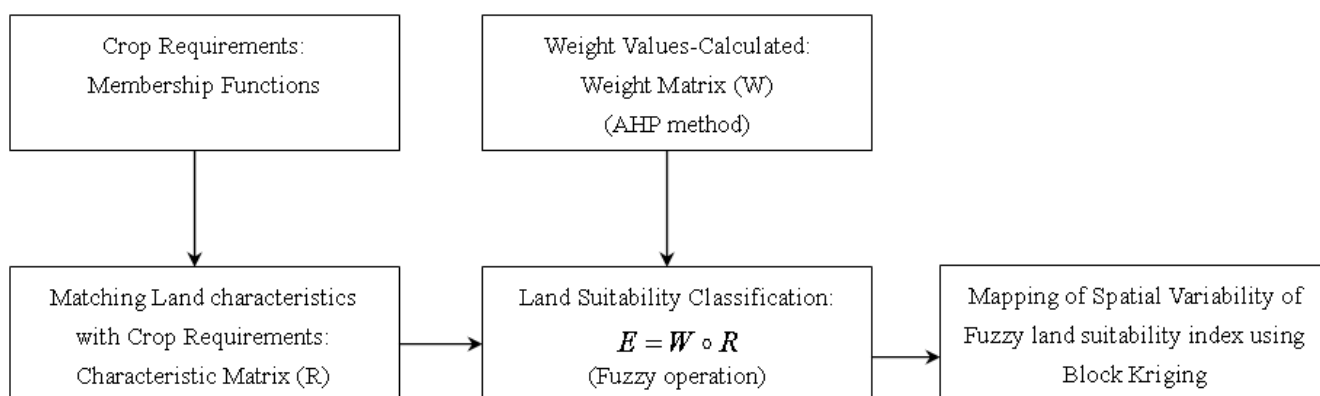 Crop Requirements:
Membership Functions
Weight Values-Calculated:
Weight Matrix (W)
(AHP method)
Matching Land characteristics
with Crop Requirements:
Characteristic Matrix (R)
Land Suitability Classification:
E = W ∘ R
(Fuzzy operation)
Mapping of Spatial Variability of
Fuzzy land suitability index using
Block Kriging